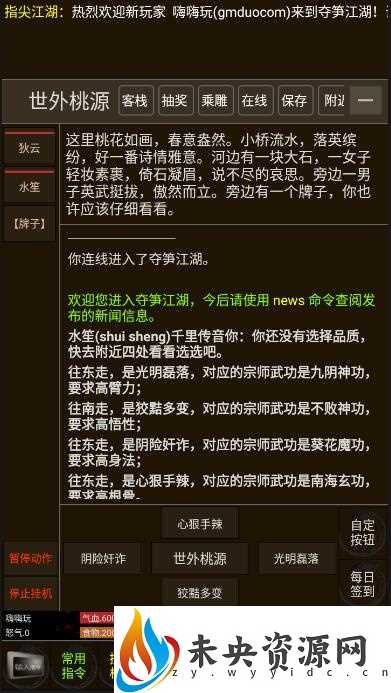 指尖江湖：热烈欢迎新玩家 嗨嗨玩(gmduocom)来到夺笋江湖！
世外桃源 客栈 抽奖 乘雕 在线 保存 附近 —
狄云
水笙
【牌子】
这里桃花如画，春意盎然。小桥流水，落英缤
纷，好一番诗情雅意。河边有一块大石，一女子
轻妆素裹，倚石凝眉，说不尽的哀思。旁边一男
子英武挺拔，傲然而立。旁边有一个牌子，你也
许应该仔细看看。
你连线进入了夺笋江湖。
欢迎您进入夺笋江湖，今后请使用 news 命令查阅发
布的新闻信息。
水笙(shui sheng)千里传音你：你还没有选择品质，
快去附近四处看看选选吧。
往东走，是光明磊落，对应的宗师武功是九阴神功，
要求高臂力；
往南走，是狡黠多变，对应的宗师武功是不败神功，
要求高悟性；
往东走，是阴险奸诈，对应的宗师武功是葵花魔功，
要求高身法；
往东走，是心狠手辣，对应的宗师武功是南海玄功，
要求高根骨。
心狠手辣
自定
按钮
暂停动作 阴险奸诈 世外桃源 光明磊落
停止挂机 狡黠多变
每日
签到
嗨嗨玩 气血.600
怒气.0 食物.200
输入指令
常用
指令
未央资源网
zy.wyyidc.cn